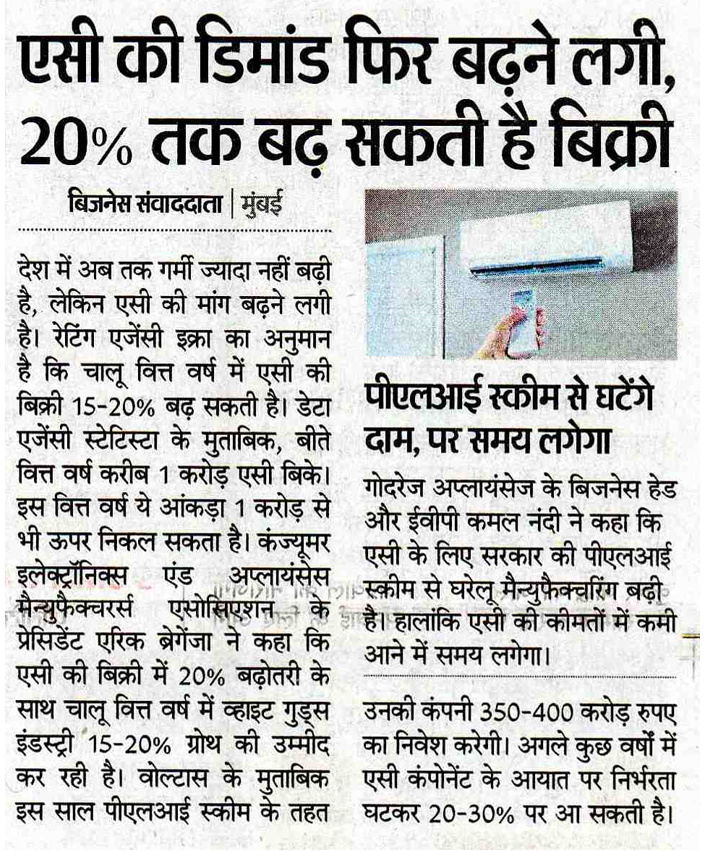 एसी की डिमांड फिर बढ़ने लगी,
20% तक बढ़ सकती है बिक्री
बिजनेस संवाददाता | मुंबई
देश में अब तक गर्मी ज्यादा नहीं बढ़ी
है, लेकिन एसी की मांग बढ़ने लगी
है। रेटिंग एजेंसी इक्रा का अनुमान
है कि चालू वित्त वर्ष में एसी की
बिक्री 15-20% बढ़ सकती है। डेटा
एजेंसी स्टेटिस्टा के मुताबिक, बीते
वित्त वर्ष करीब 1 करोड़ एसी बिके।
इस वित्त वर्ष ये आंकड़ा 1 करोड़ से
भी ऊपर निकल सकता है। कंज्यूमर
इलेक्ट्रॉनिक्स एंड अप्लायंसेस
मैन्युफैक्चरर्स एसोसिएशन के
प्रेसिडेंट एरिक ब्रेगेंजा ने कहा कि
एसी की बिक्री में 20% बढ़ोतरी के
साथ चालू वित्त वर्ष में व्हाइट गुड्स
इंडस्ट्री 15-20% ग्रोथ की उम्मीद
कर रही है। वोल्टास के मुताबिक
इस साल पीएलआई स्कीम के तहत
पीएलआई स्कीम से घटेंगे
दाम, पर समय लगेगा
गोदरेज अप्लायंसेज के बिजनेस हेड
और ईवीपी कमल नंदी ने कहा कि
एसी के लिए सरकार की पीएलआई
स्कीम से घरेलू मैन्युफैक्चरिंग बढ़ी
है। हालांकि एसी की कीमतों में कमी
आने में समय लगेगा।
उनकी कंपनी 350-400 करोड़ रुपए
का निवेश करेगी। अगले कुछ वर्षों में
एसी कंपोनेंट के आयात पर निर्भरता
घटकर 20-30% पर आ सकती है।